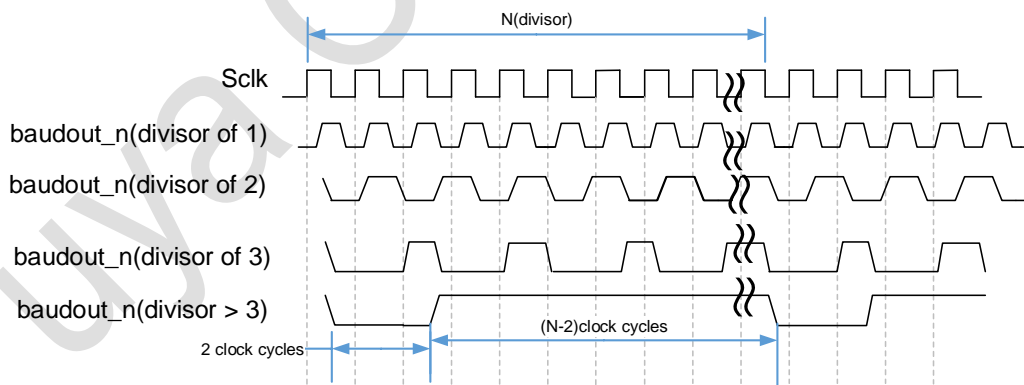 N(divisor)
Sclk
baudout_n(divisor of 1)
baudout_n(divisor of 2)
baudout_n(divisor of 3)
baudout_n(divisor > 3)
(N-2)clock cycles
2 clock cycles
uya